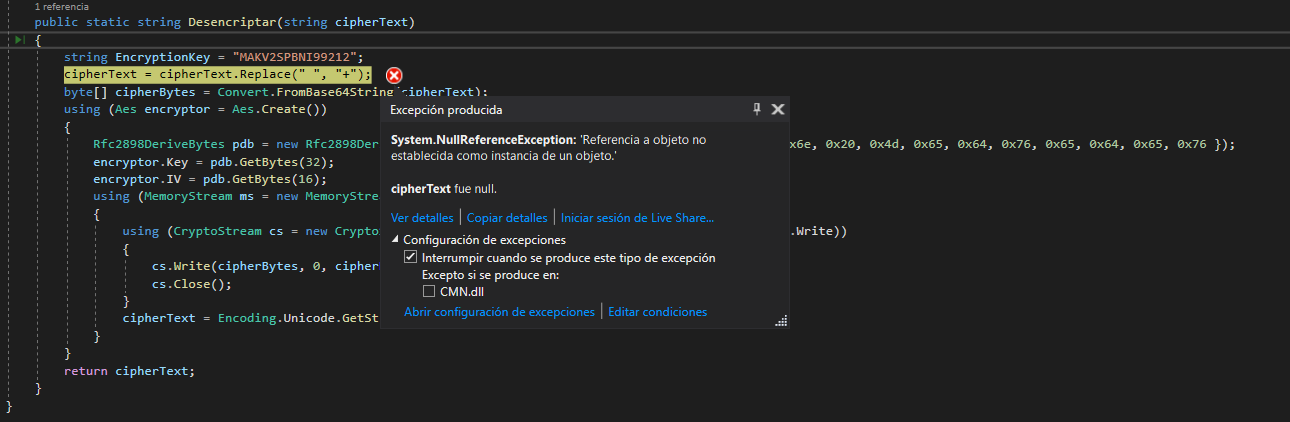 1 referencia
public static string Desencriptar(string cipherText)
{
string EncryptionKey = "MAKV2SPBNI99212";
cipherText = cipherText.Replace(" ", "+");
byte[] cipherBytes = Convert.FromBase64String(cipherText);
using (Aes encryptor = Aes.Create())
{
Rfc2898DeriveBytes pdb = new Rfc2898Der x6e, 0x20, 0x4d, 0x65, 0x64, 0x76, 0x65, 0x64, 0x65, 0x76 });
encryptor.Key = pdb.GetBytes(32);
encryptor.IV = pdb.GetBytes(16);
using (MemoryStream ms = new MemoryStre
{
using (CryptoStream cs = new Crypto .Write))
{
cs.Write(cipherBytes, 0, cipher
cs.Close();
}
cipherText = Encoding.Unicode.GetSt
}
}
return cipherText;
}
}
Excepción producida
System.NullReferenceException: 'Referencia a objeto no
establecida como instancia de un objeto.'
cipherText fue null.
Ver detalles | Copiar detalles | Iniciar sesión de Live Share...
Configuración de excepciones
Interrumpir cuando se produce este tipo de excepción
Excepto si se produce en:
CMN.dll
Abrir configuración de excepciones | Editar condiciones